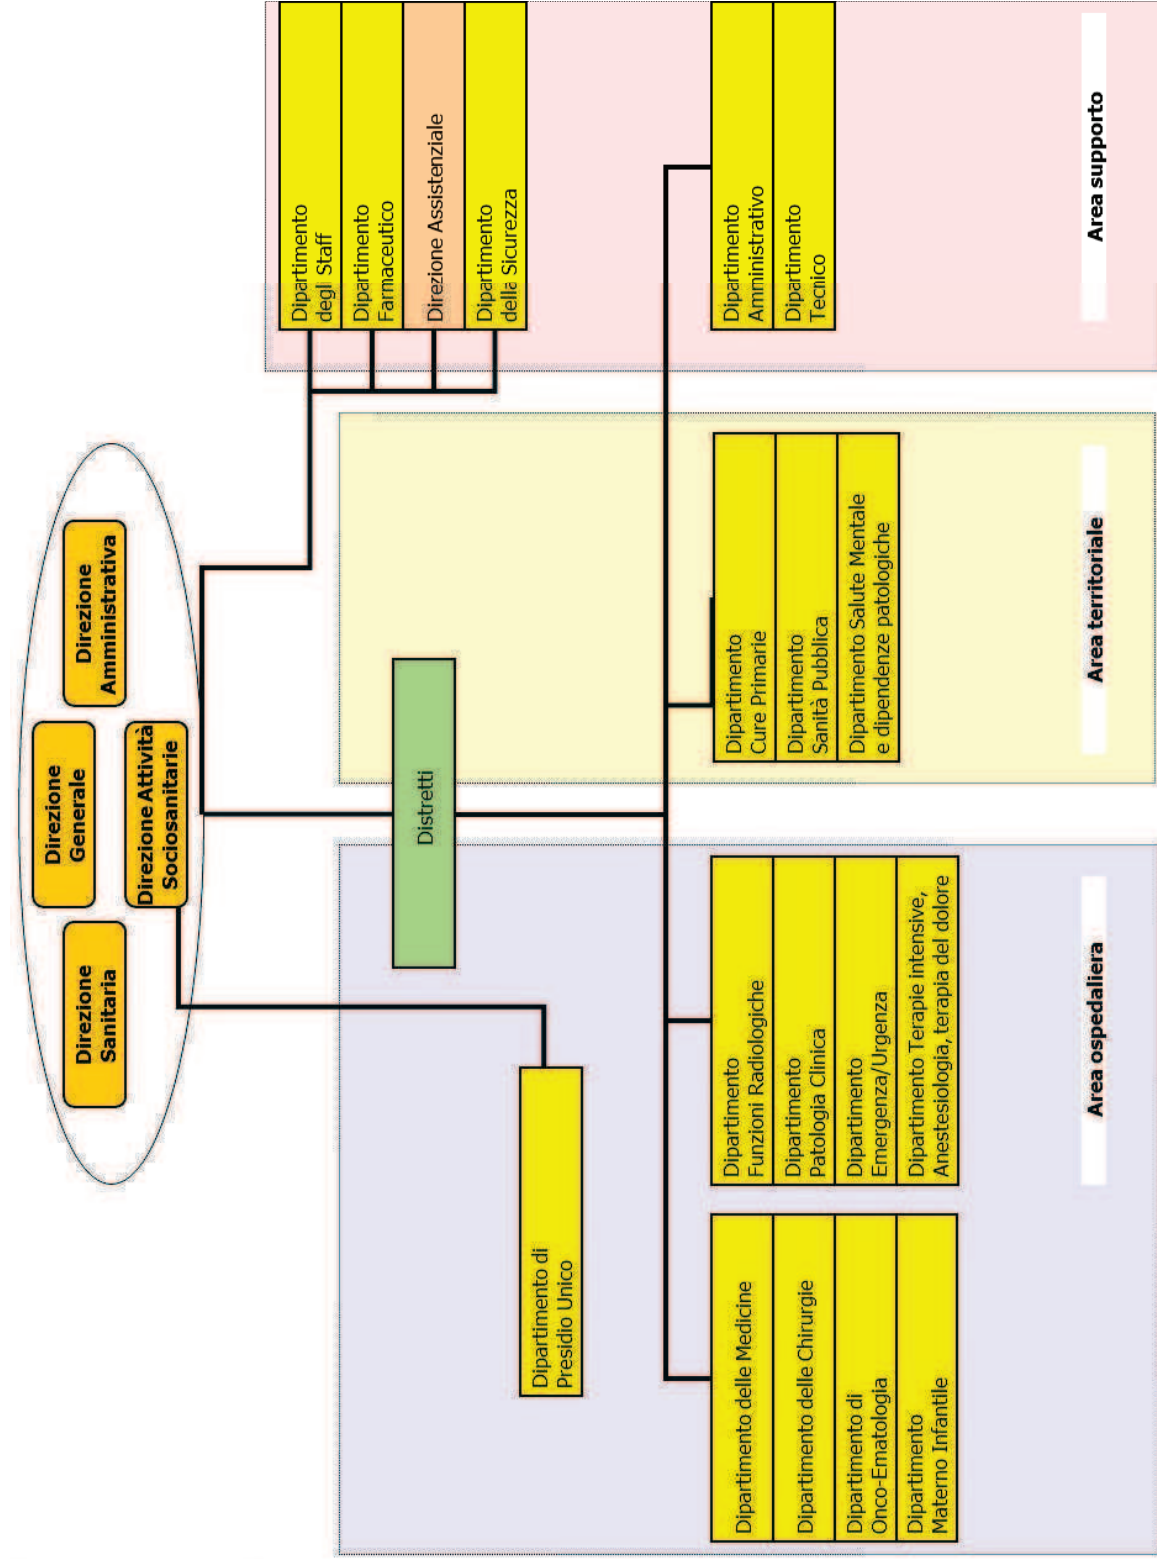 Direzione
Generale
Direzione
Sanitaria
Direzione Attività
Sociosanitarie
Direzione
Amministrativa
Dipartimento
degli Staff
Dipartimento
Farmaceutico
Direzione Assistenziale
Dipartimento
della Sicurezza
Distretti
Dipartimento di
Presidio Unico
Dipartimento delle Medicine
Dipartimento delle Chirurgie
Dipartimento di
Onco-Ematologia
Dipartimento
Materno Infantile
Dipartimento
Funzioni Radiologiche
Dipartimento
Patologia Clinica
Dipartimento
Emergenza/Urgenza
Dipartimento Terapie intensive,
Anestesiologia, terapia del dolore
Dipartimento
Cure Primarie
Dipartimento
Sanità Pubblica
Dipartimento Salute Mentale
e dipendenze patologiche
Dipartimento
Amministrativo
Dipartimento
Tecnico
Area ospedaliera
Area territoriale
Area supporto